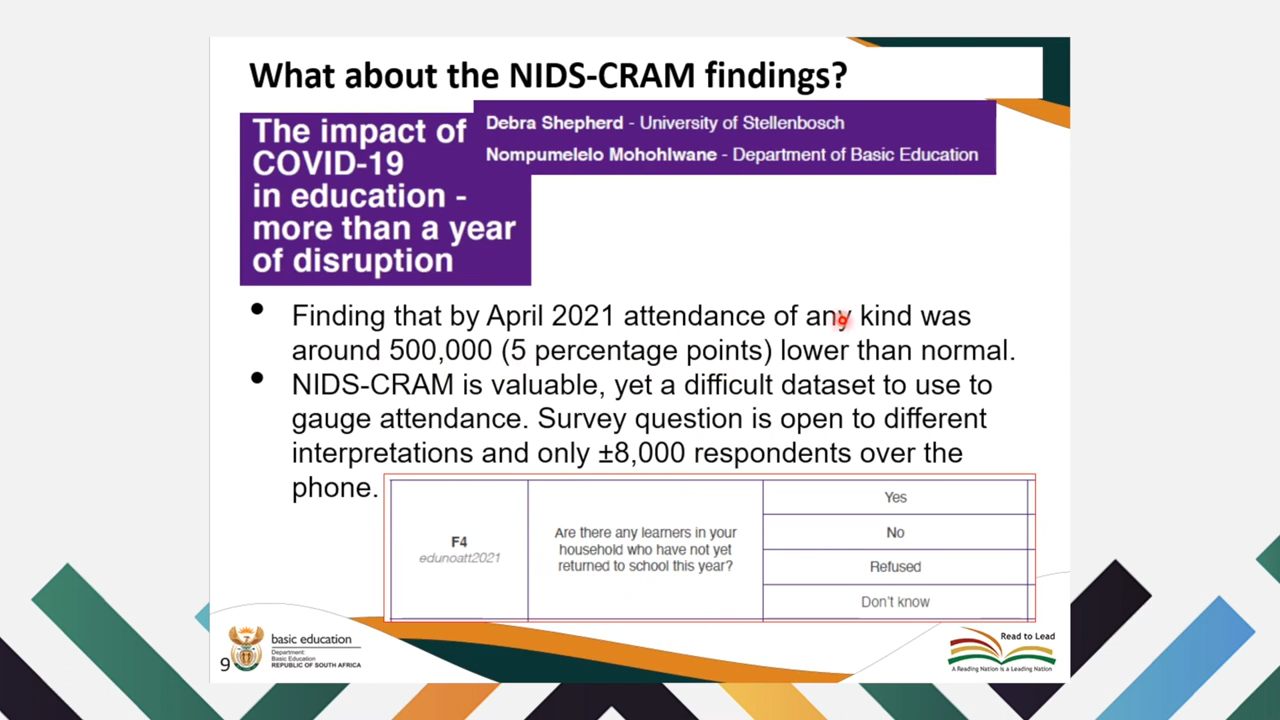 What about the NIDS-CRAM findings?
The impact of
COVID-19
in education -
more than a year
of disruption
Debra Shepherd - University of Stellenbosch
Nompumelelo Mohohlwane - Department of Basic Education
• Finding that by April 2021 attendance of any kind was
around 500,000 (5 percentage points) lower than normal.
• NIDS-CRAM is valuable, yet a difficult dataset to use to
gauge attendance. Survey question is open to different
interpretations and only ±8,000 respondents over the
phone.
F4
edunoatt2021
Are there any learners in your
household who have not yet
returned to school this year?
Yes
No
Refused
Don't know
9
basic education
Department:
Basic Education
REPUBLIC OF SOUTH AFRICA
Read to Lead
A Reading Nation is a Leading Nation